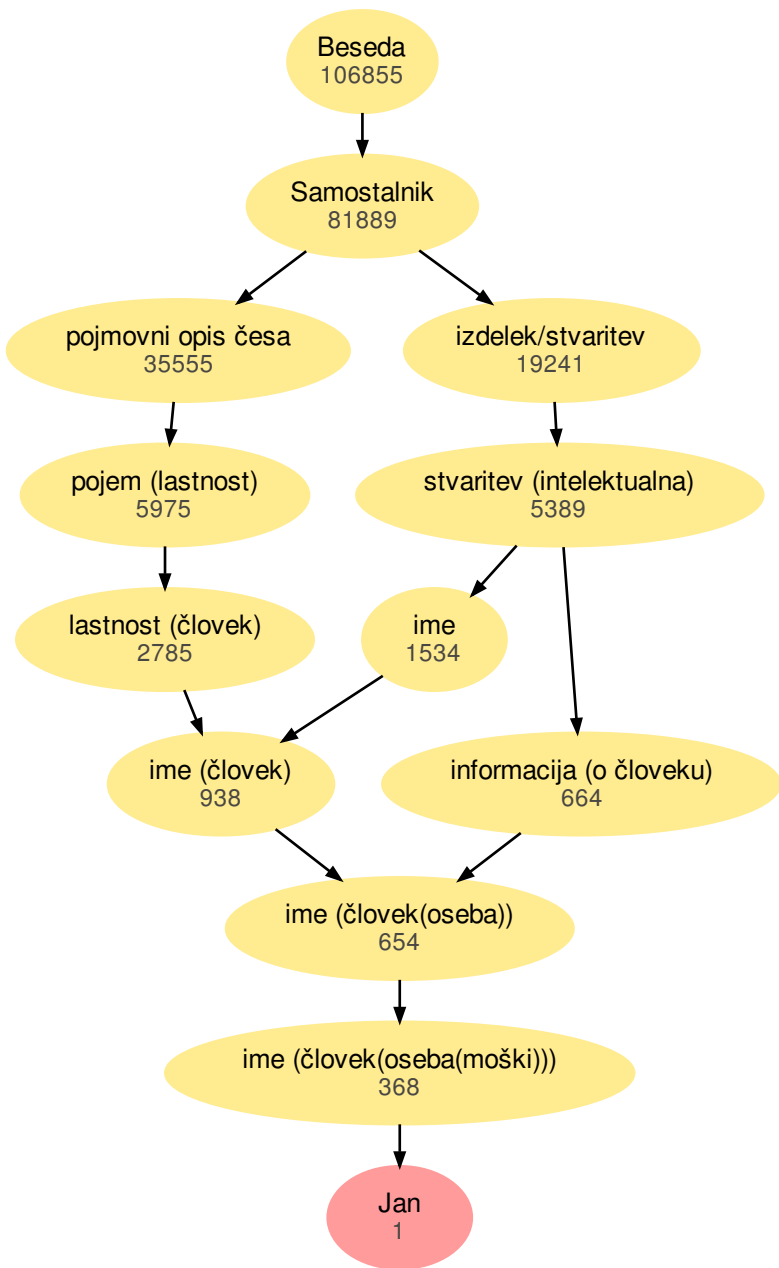 Beseda
106855
Samostalnik
81889
pojmovni opis česa
35555
izdelek/stvaritev
19241
pojem (lastnost)
5975
stvaritev (intelektualna)
5389
lastnost (človek)
2785
ime
1534
ime (človek)
938
informacija (o človeku)
664
ime (človek(oseba))
654
ime (človek(oseba(moški)))
368
Jan
1